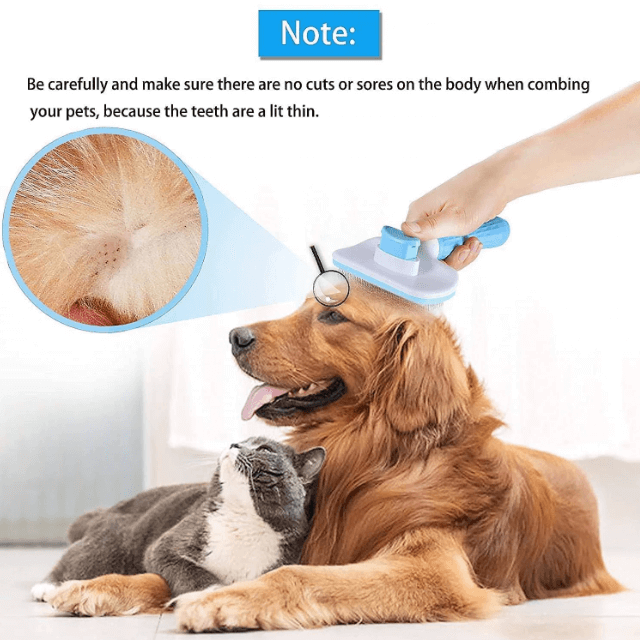 Note:
Be carefully and make sure there are no cuts or sores on the body when combing
your pets, because the teeth are a lit thin.